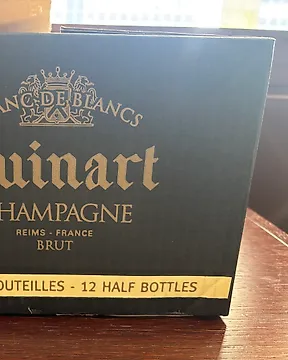 ANC DE BLANCS
uinart
HAMPAGNE
REIMS - FRANCE
BRUT
OUTEILLES - 12 HALF BOTTLES